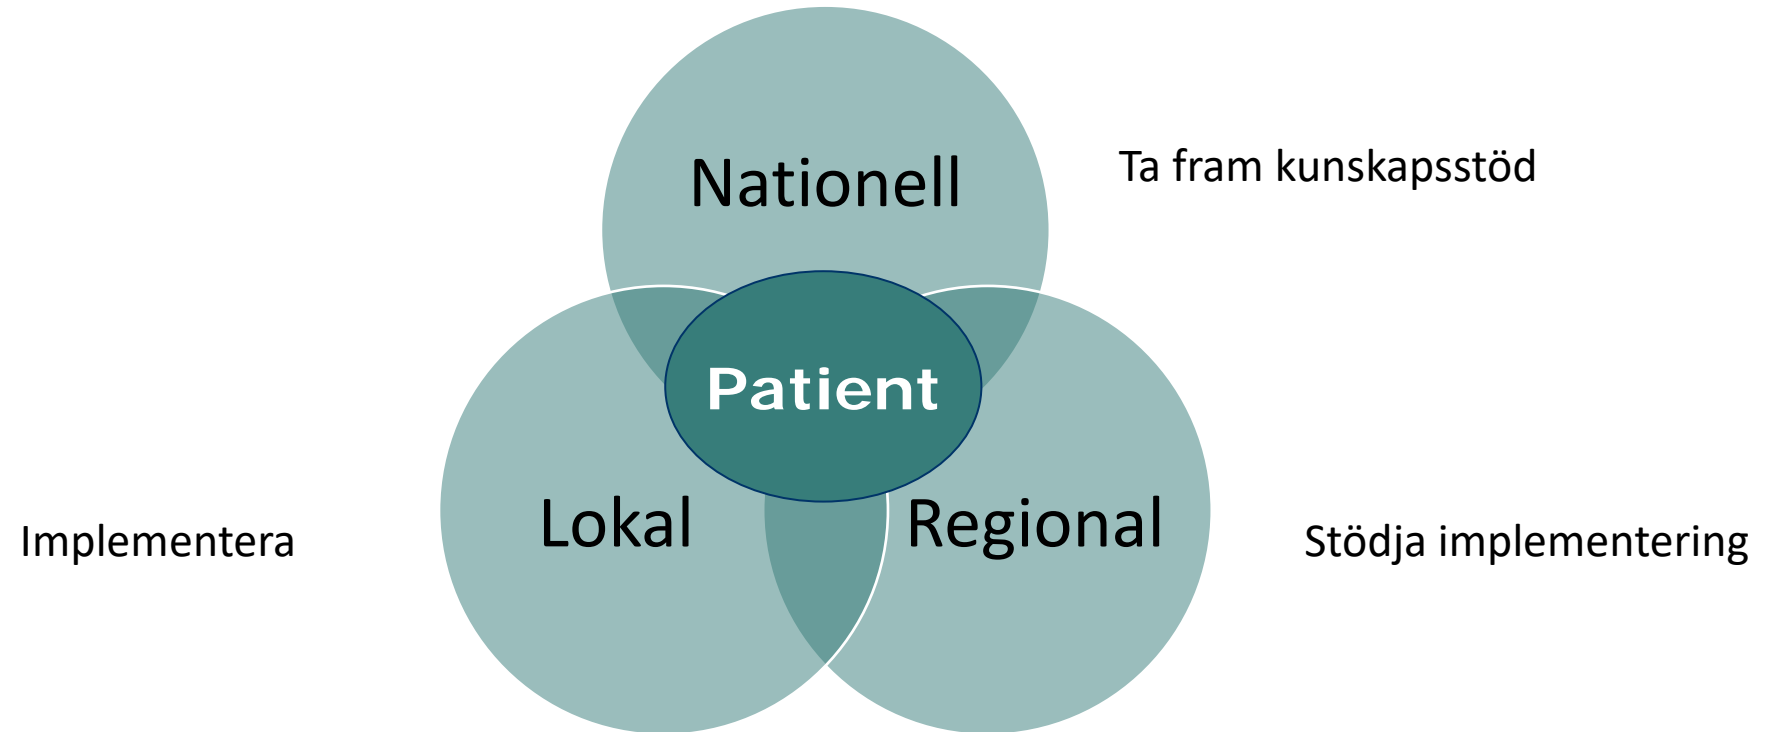 Nationell
Ta fram kunskapsstöd
Patient
Implementera
Lokal
Regional
Stödja implementering